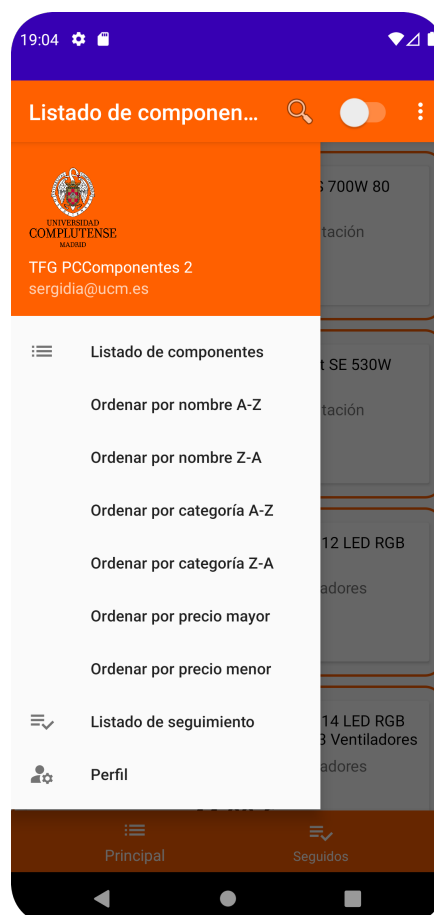 19:04
Listado de componen...
UNIVERSIDAD
COMPLUTENSE
MADRID
TFG PCComponentes 2
sergidia@ucm.es
Listado de componentes
Ordenar por nombre A-Z
Ordenar por nombre Z-A
Ordenar por categoría A-Z
Ordenar por categoría Z-A
Ordenar por precio mayor
Ordenar por precio menor
Listado de seguimiento
Perfil
700W 80
tación
t SE 530W
tación
12 LED RGB
adores
14 LED RGB
3 Ventiladores
adores
Principal
Seguidos